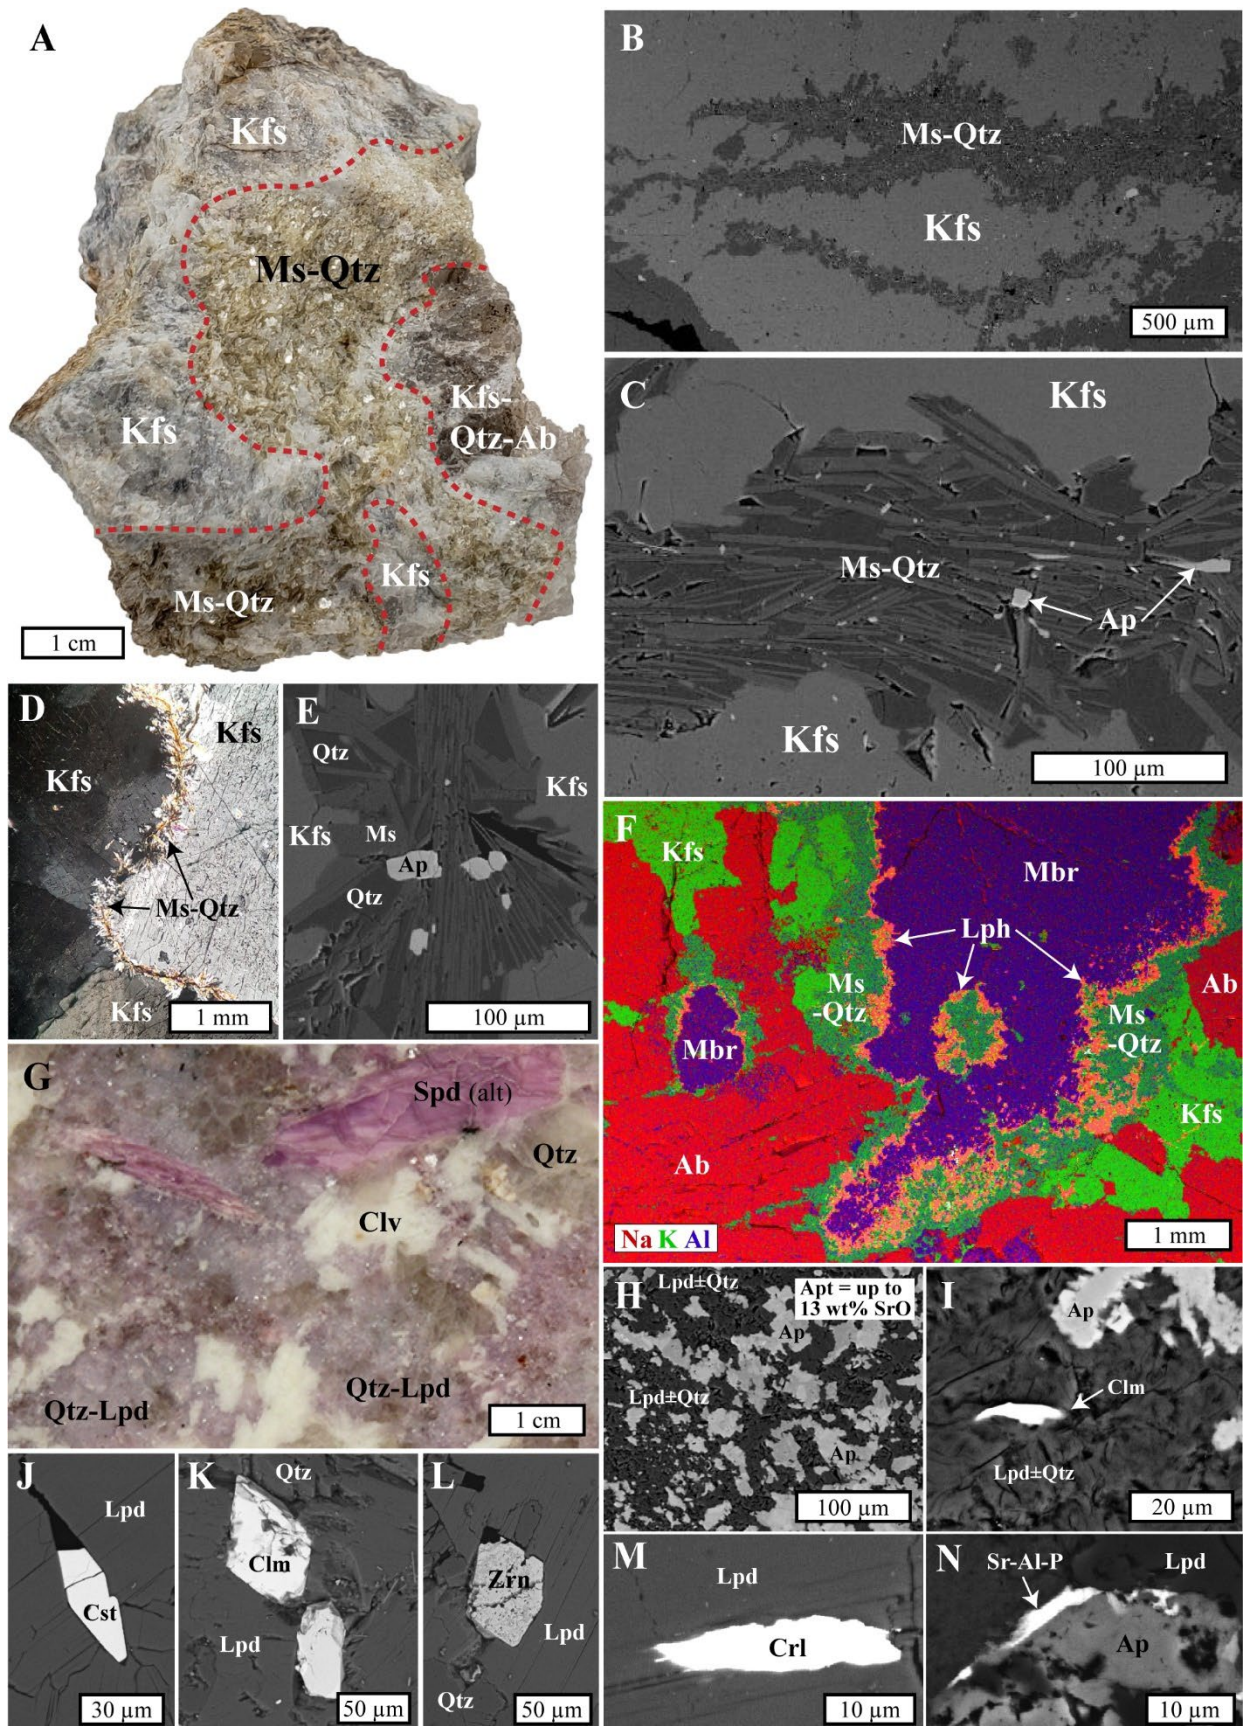 A
Kfs
Ms-Qtz
Kfs-
Qtz-Ab
Kfs
Kfs
Ms-Qtz
1 cm
B
Ms-Qtz
Kfs
500 µm
C
Kfs
Ms-Qtz
Ap
Kfs
100 µm
D
Kfs
Kfs
Ms-Qtz
Kfs
1 mm
E
Qtz
Kfs
Kfs
Ms
Ap
Qtz
100 µm
F
Kfs
Mbr
Lph
Ms
-Qtz
Ab
Ms
-Qtz
Mbr
Kfs
Ab
Na K Al
1 mm
G
Spd (alt)
Qtz
Clv
Qtz-Lpd
Qtz-Lpd
1 cm
H
Lpd±Qtz
Apt = up to
13 wt% SrO
Ap
Lpd±Qtz
Ap
100 µm
I
Ap
Clm
Lpd±Qtz
20 µm
J
Lpd
Cst
30 µm
K
Qtz
Clm
Lpd
50 µm
L
Zrn
Lpd
Qtz
50 µm
M
Lpd
Crl
10 µm
N
Sr-Al-P
Lpd
Ap
10 µm